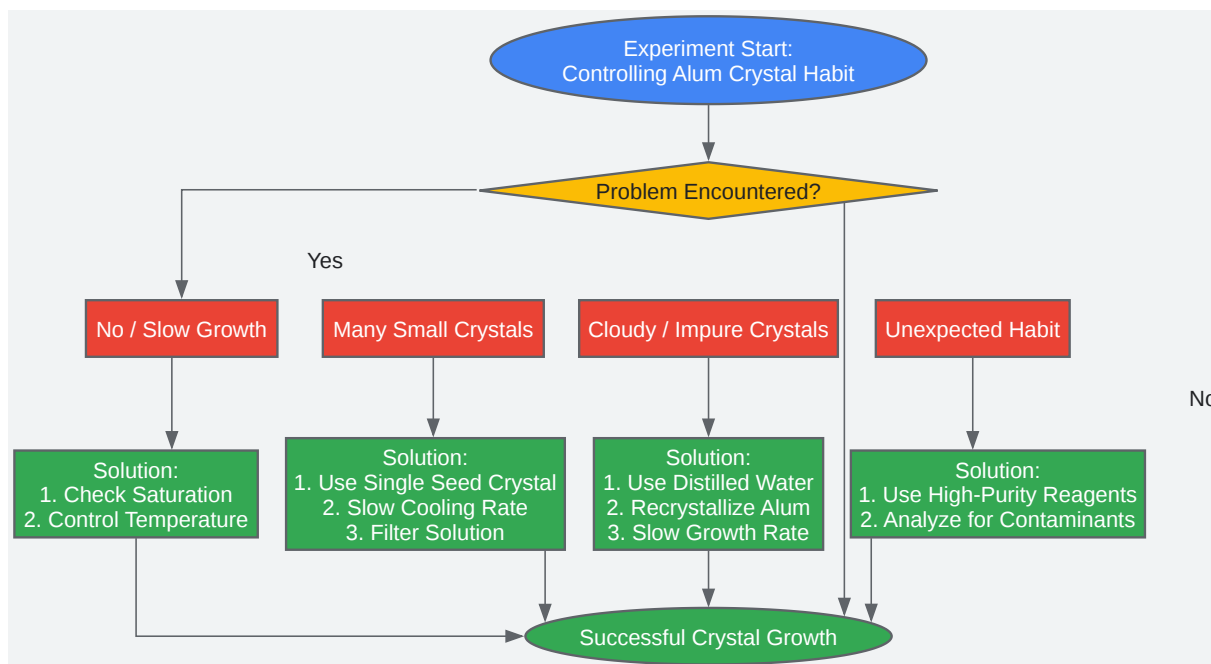 Experiment Start:
Controlling Alum Crystal Habit
Problem Encountered?
Yes
No / Slow Growth
Many Small Crystals
Cloudy / Impure Crystals
Unexpected Habit
No
Solution:
1. Check Saturation
2. Control Temperature
Solution:
1. Use Single Seed Crystal
2. Slow Cooling Rate
3. Filter Solution
Solution:
1. Use Distilled Water
2. Recrystallize Alum
3. Slow Growth Rate
Solution:
1. Use High-Purity Reagents
2. Analyze for Contaminants
Successful Crystal Growth